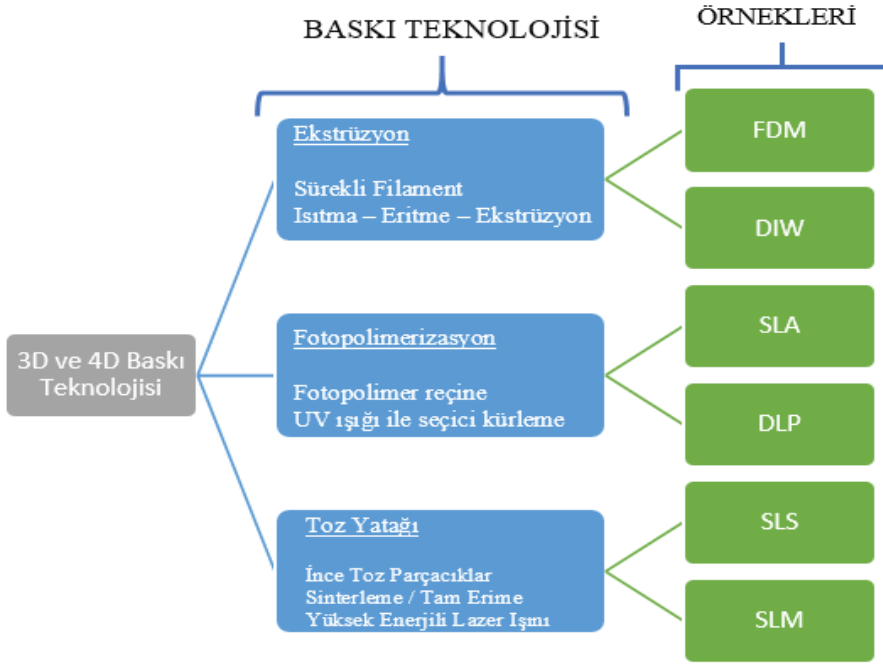 BASKI TEKNOLOJİSİ
ÖRNEKLERİ
3D ve 4D Baskı
Teknolojisi
Ekstrüzyon
Sürekli Filament
Isıtma – Eritme – Ekstrüzyon
FDM
DIW
Fotopolimerizasyon
Fotopolimer reçine
UV ışığı ile seçici kürleme
SLA
DLP
Toz Yatağı
İnce Toz Parçacıklar
Sinterleme / Tam Erime
Yüksek Enerjili Lazer Işını
SLS
SLM